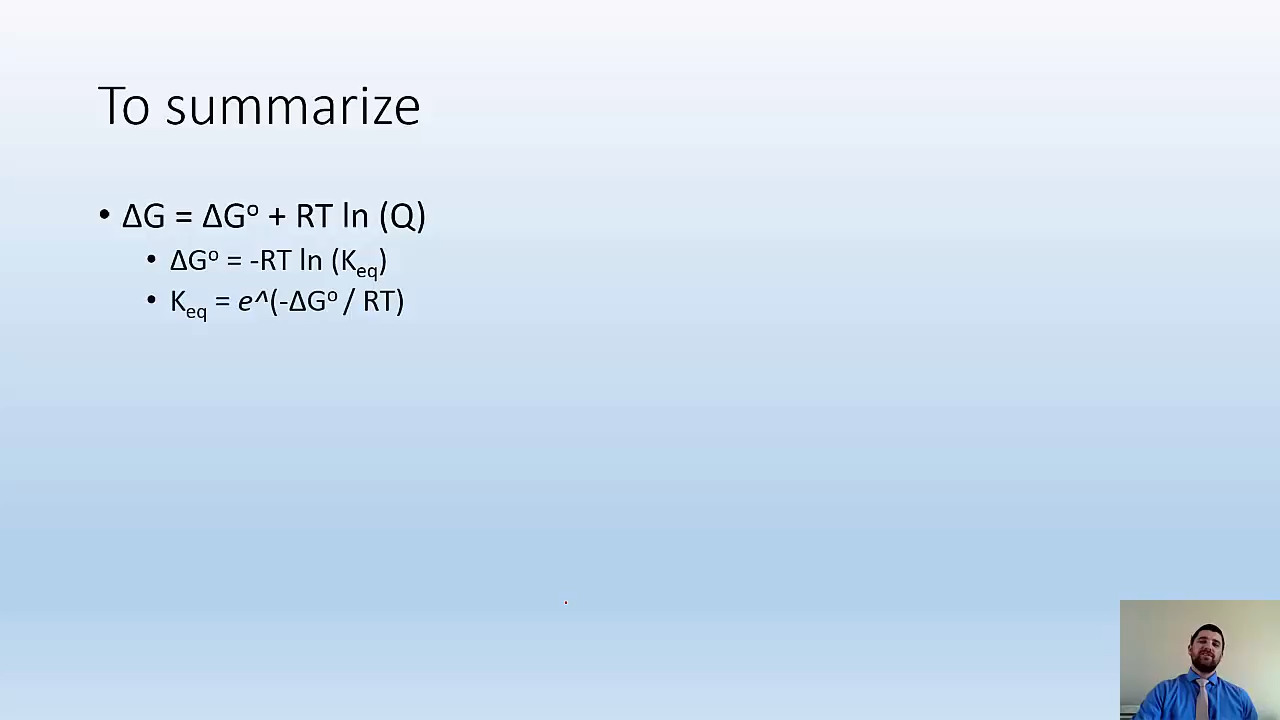 To summarize
• ΔG = ΔGº + RT ln (Q)
• ΔGº = -RT ln (Keq)
• Keq = e^(-ΔGº / RT)